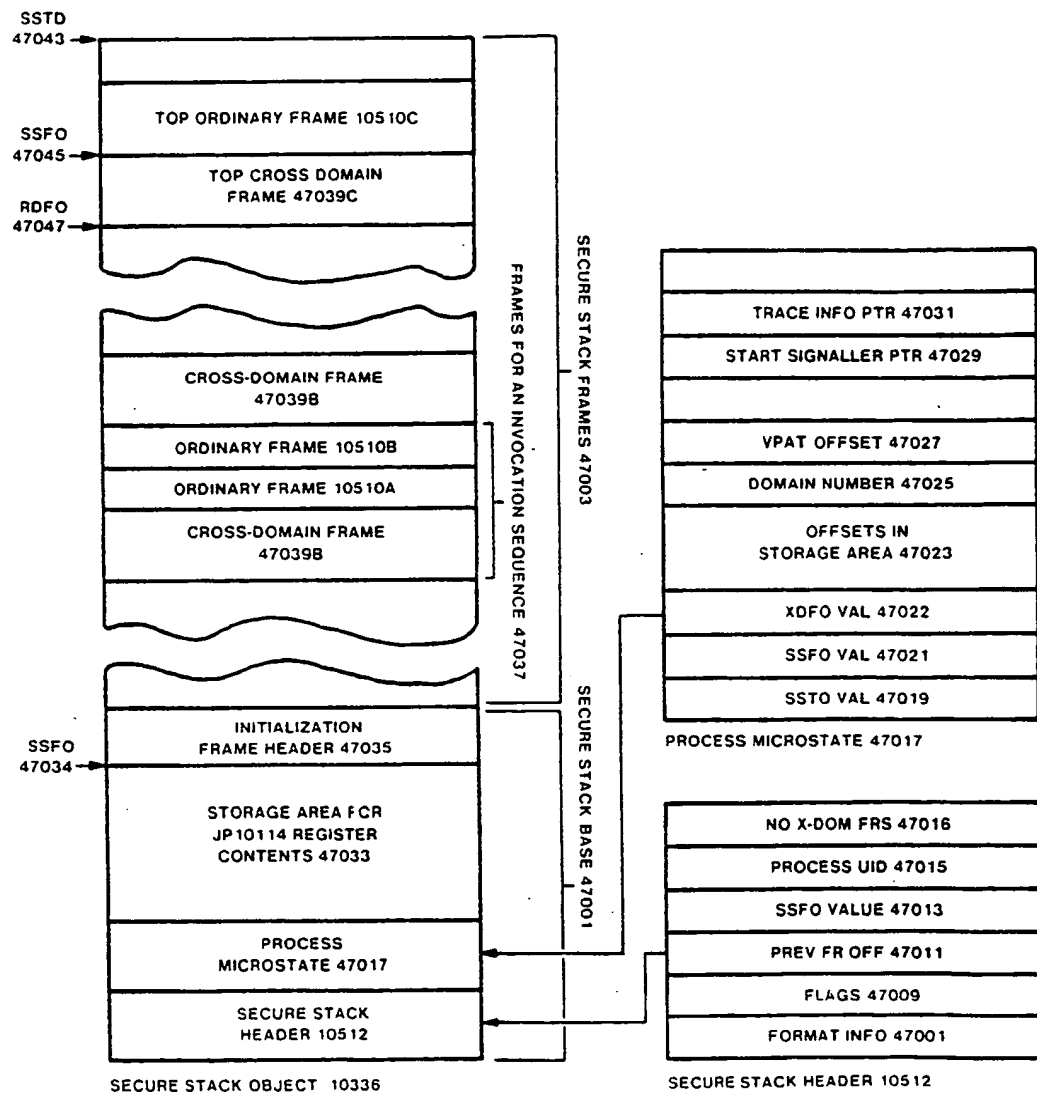 SSTD
47043
TOP ORDINARY FRAME 10510C
SSFO
47045
TOP CROSS DOMAIN
FRAME 47039C
RDFO
47047
CROSS-DOMAIN FRAME
47039B
ORDINARY FRAME 10510B
ORDINARY FRAME 10510A
CROSS-DOMAIN FRAME
47039B
INITIALIZATION
FRAME HEADER 47035
SSFO
47034
STORAGE AREA FCR
JP10114 REGISTER
CONTENTS 47033
PROCESS
MICROSTATE 47017
SECURE STACK
HEADER 10512
SECURE STACK OBJECT 10336
FRAMES FOR AN INVOCATION SEQUENCE 47037
SECURE STACK FRAMES 47003
SECURE STACK BASE 47001
TRACE INFO PTR 47031
START SIGNALLER PTR 47029
VPAT OFFSET 47027
DOMAIN NUMBER 47025
OFFSETS IN
STORAGE AREA 47023
XDFO VAL 47022
SSFO VAL 47021
SSTO VAL 47019
PROCESS MICROSTATE 47017
NO X-DOM FRS 47016
PROCESS UID 47015
SSFO VALUE 47013
PREV FR OFF 47011
FLAGS 47009
FORMAT INFO 47001
SECURE STACK HEADER 10512